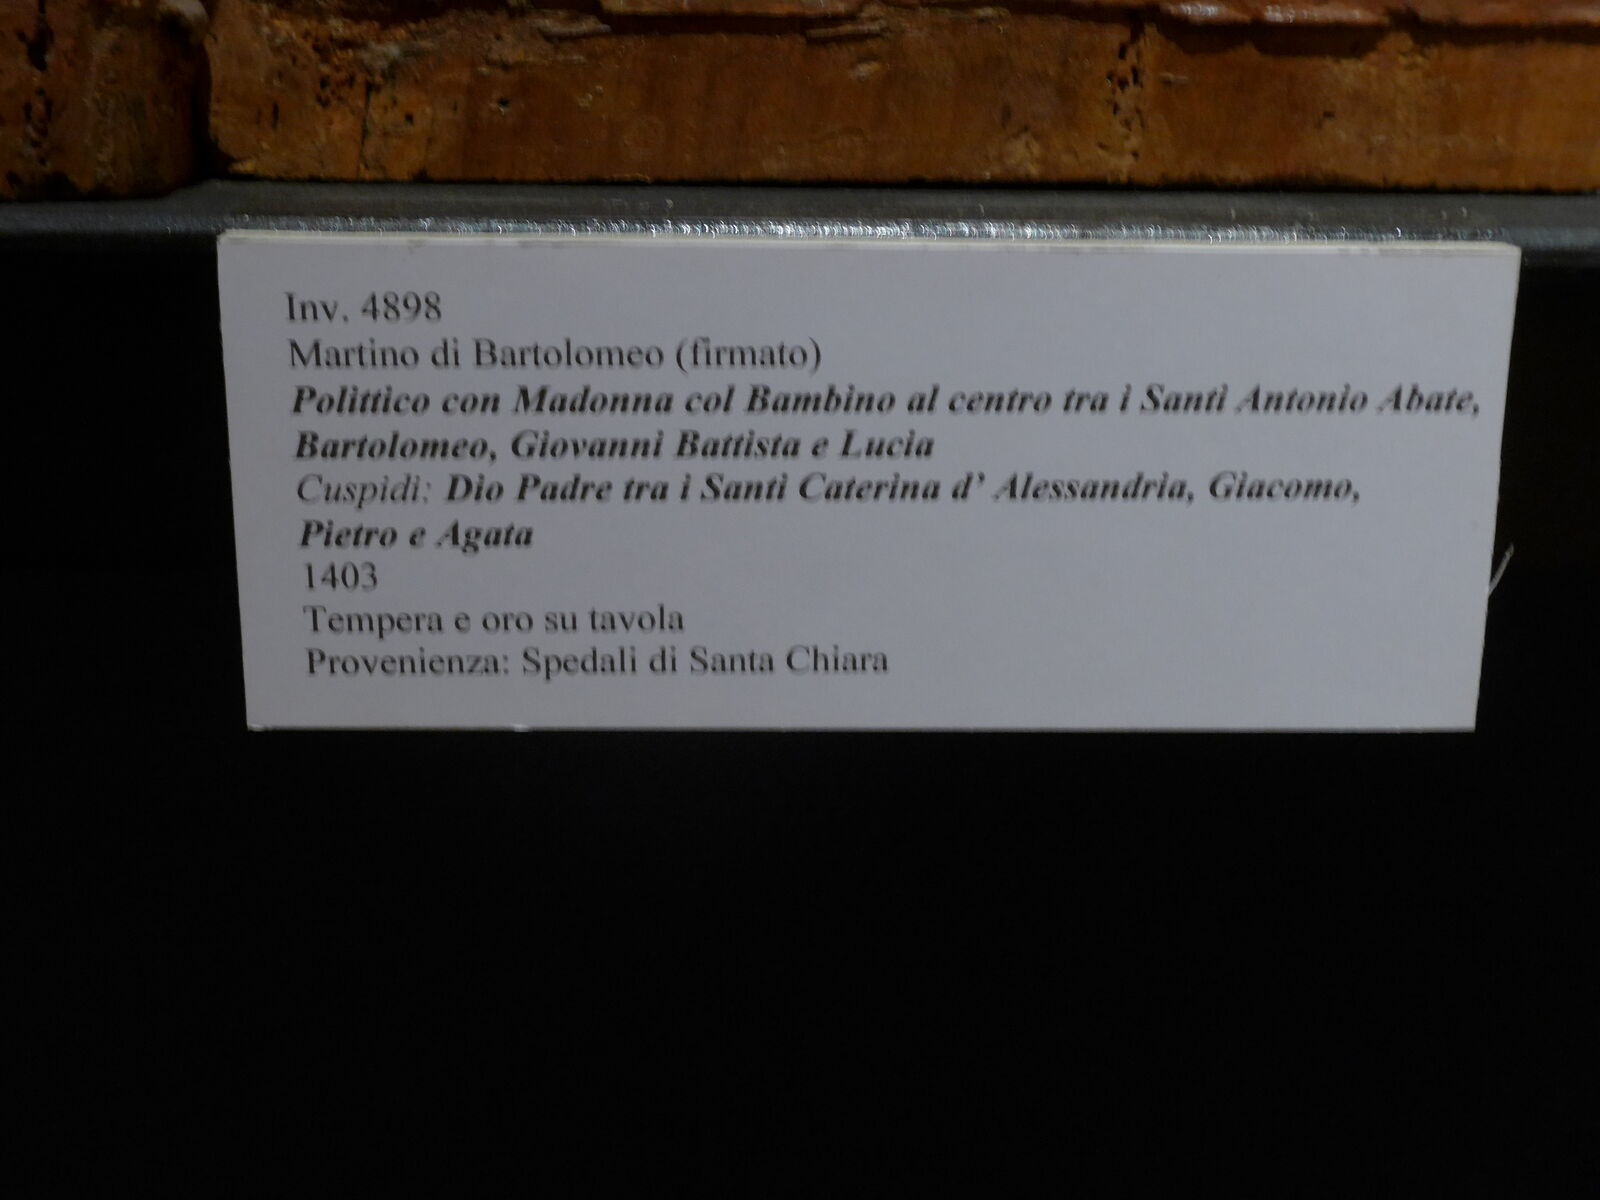 Inv. 4898
Martino di Bartolomeo (firmato)
Polittico con Madonna col Bambino al centro tra i Santi Antonio Abate,
Bartolomeo, Giovanni Battista e Lucia
Cuspidi: Dio Padre tra i Santi Caterina d' Alessandria, Giacomo,
Pietro e Agata
1403
Tempera e oro su tavola
Provenienza: Spedali di Santa Chiara